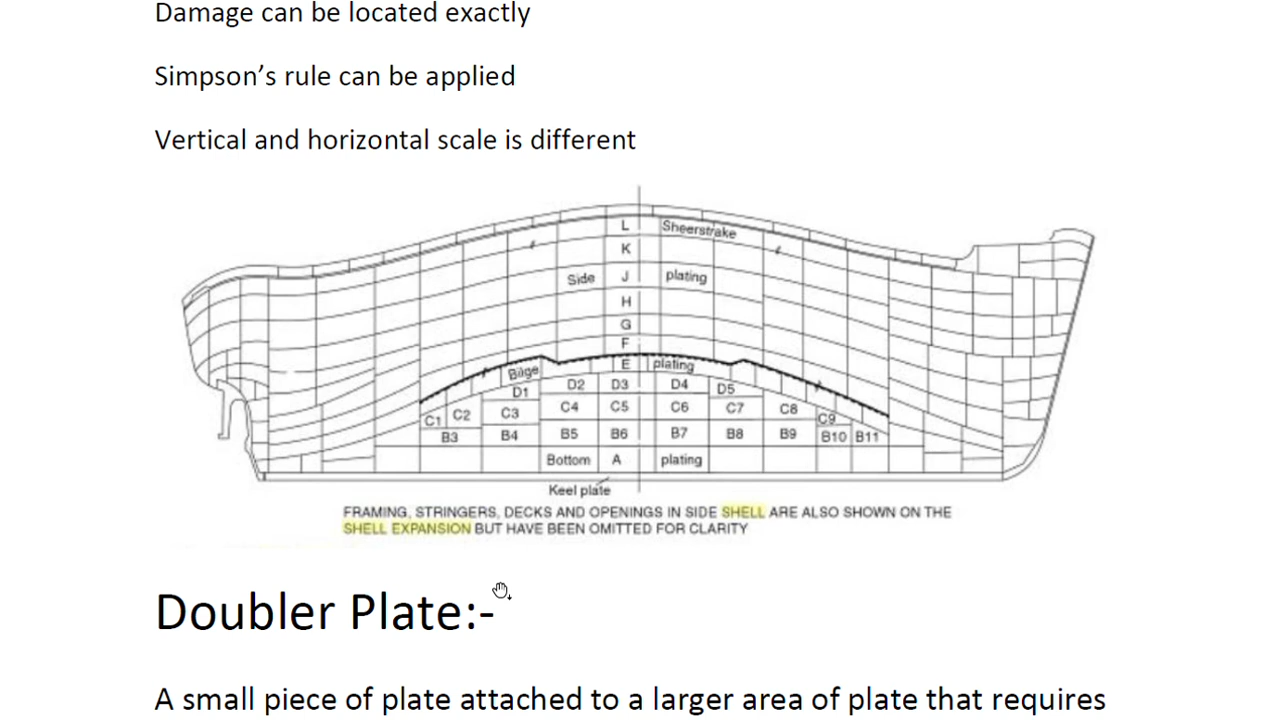 Damage can be located exactly
Simpson’s rule can be applied
Vertical and horizontal scale is different
L Sheerstrake
K
Side J plating
H
G
F
Bilge E plating
D1 D2 D3 D4 D5
C1 C2 C3 C4 C5 C6 C7 C8 C9
B3 B4 B5 B6 B7 B8 B9 B10 B11
Bottom A plating
Keel plate
FRAMING, STRINGERS, DECKS AND OPENINGS IN SIDE SHELL ARE ALSO SHOWN ON THE
SHELL EXPANSION BUT HAVE BEEN OMITTED FOR CLARITY
Doubler Plate:-
A small piece of plate attached to a larger area of plate that requires